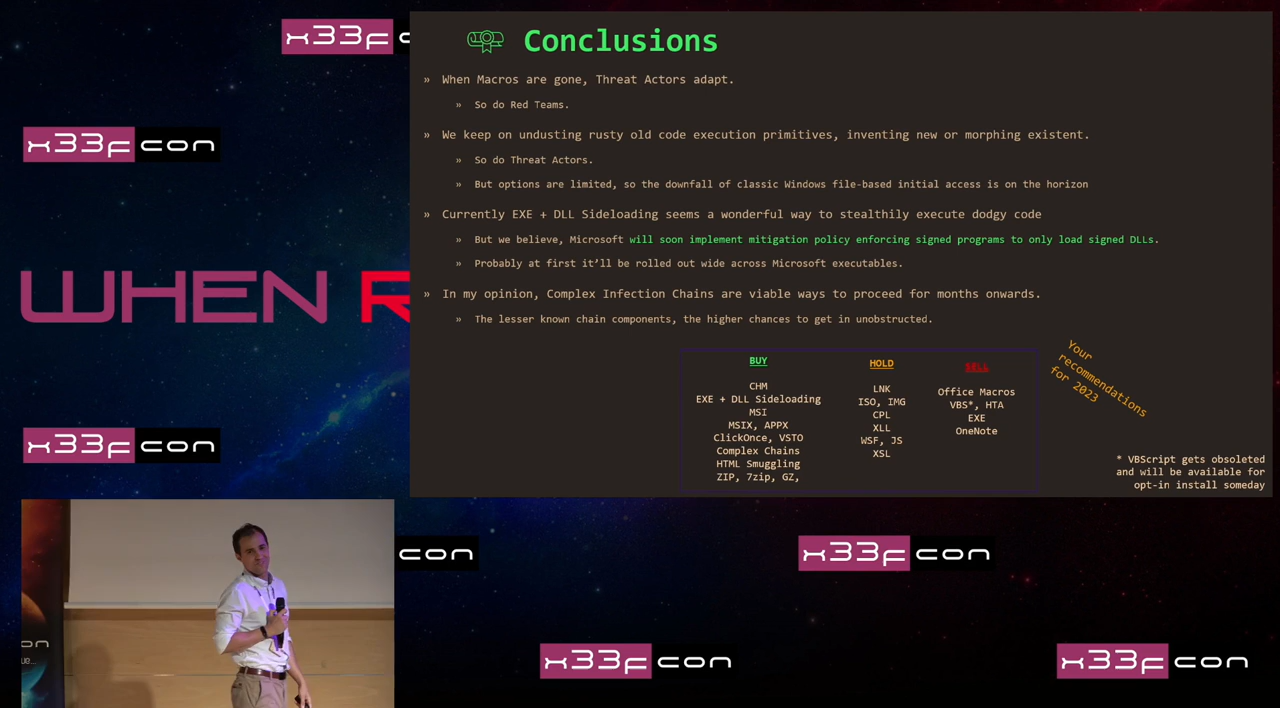 x33fcon
Conclusions
» When Macros are gone, Threat Actors adapt.
» So do Red Teams.
» We keep on undusting rusty old code execution primitives, inventing new or morphing existent.
» So do Threat Actors.
» But options are limited, so the downfall of classic Windows file-based initial access is on the horizon
» Currently EXE + DLL Sideloading seems a wonderful way to stealthily execute dodgy code
» But we believe, Microsoft will soon implement mitigation policy enforcing signed programs to only load signed DLLs.
» Probably at first it'll be rolled out wide across Microsoft executables.
» In my opinion, Complex Infection Chains are viable ways to proceed for months onwards.
» The lesser known chain components, the higher chances to get in unobstructed.
BUY
CHM
EXE + DLL Sideloading
MSI
MSIX, APPX
ClickOnce, VSTO
Complex Chains
HTML Smuggling
ZIP, 7zip, GZ,
HOLD
LNK
ISO, IMG
CPL
XLL
WSF, JS
XSL
SELL
Office Macros
VBS*, HTA
EXE
OneNote
Your
recommendations
for 2023
* VBScript gets obsoleted
and will be available for
opt-in install someday
x33f c
WHEN R
x33fcon
con
x33fcon
x33fcon
x33fcon